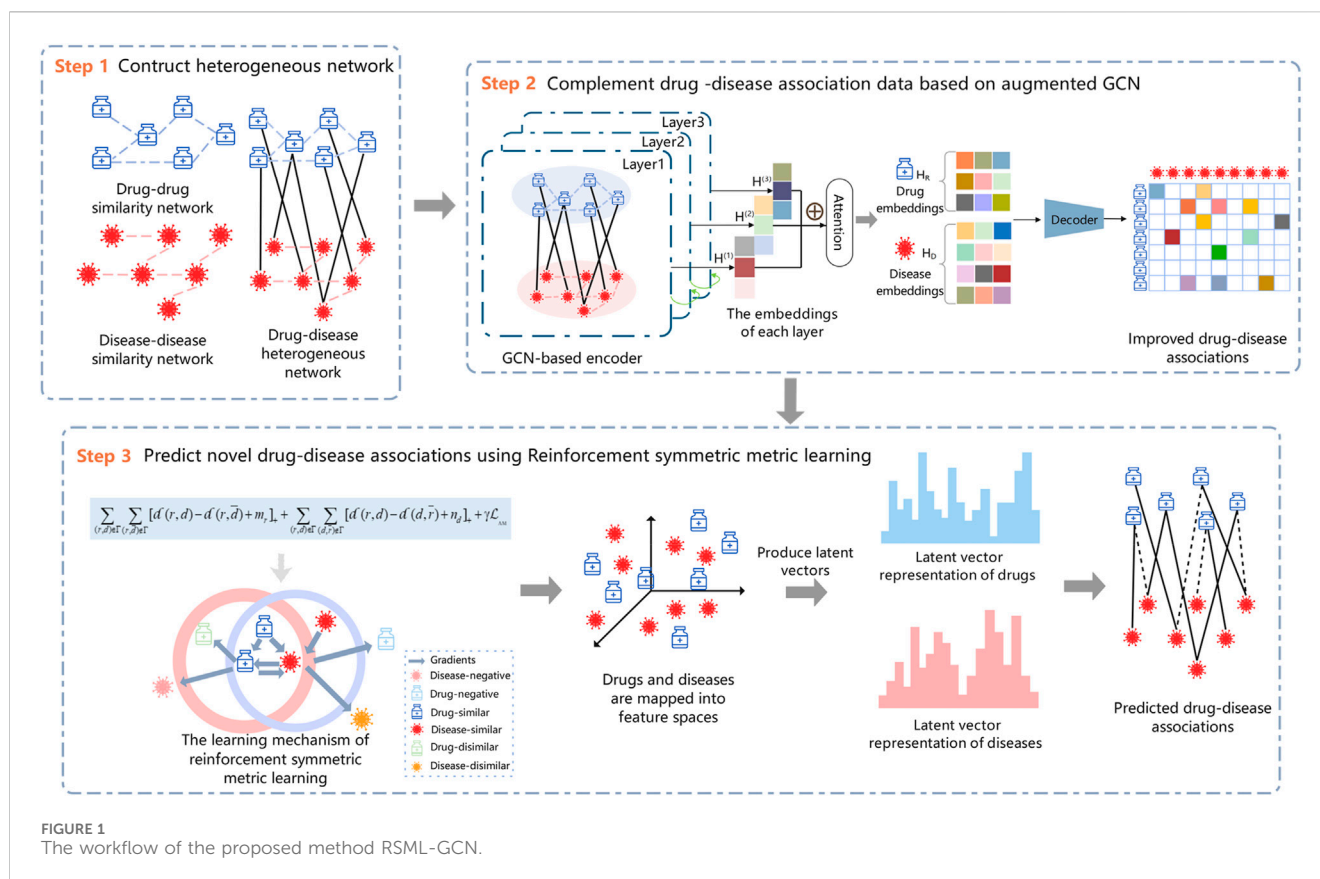 Step 1 Contruct heterogeneous network
Drug-drug
similarity network
Disease-disease
similarity network
Drug-disease
heterogeneous
network
Step 2 Complement drug -disease association data based on augmented GCN
Layer3
Layer2
Layer1
GCN-based encoder
H(3)
H(2)
H(1)
The embeddings
of each layer
Attention
HR
Drug
embeddings
HD
Disease
embeddings
Decoder
Improved drug-disease
associations
Step 3 Predict novel drug-disease associations using Reinforcement symmetric metric learning
∑(r,d)∈Γ ∑(r,d̄)∉Γ [d(r,d)−d(r,d̄)+m_r]₊ + ∑(r,d)∈Γ ∑(d,r̄)∉Γ [d(r,d)−d(d,r̄)+n_d]₊ +γℒ
The learning mechanism of
reinforcement symmetric
metric learning
Gradients
Disease-negative
Drug-negative
Drug-similar
Disease-similar
Drug-disimilar
Disease-disimilar
Drugs and diseases
are mapped into
feature spaces
Produce latent
vectors
Latent vector
representation of drugs
Latent vector
representation of diseases
Predicted drug-disease
associations
FIGURE 1
The workflow of the proposed method RSML-GCN.